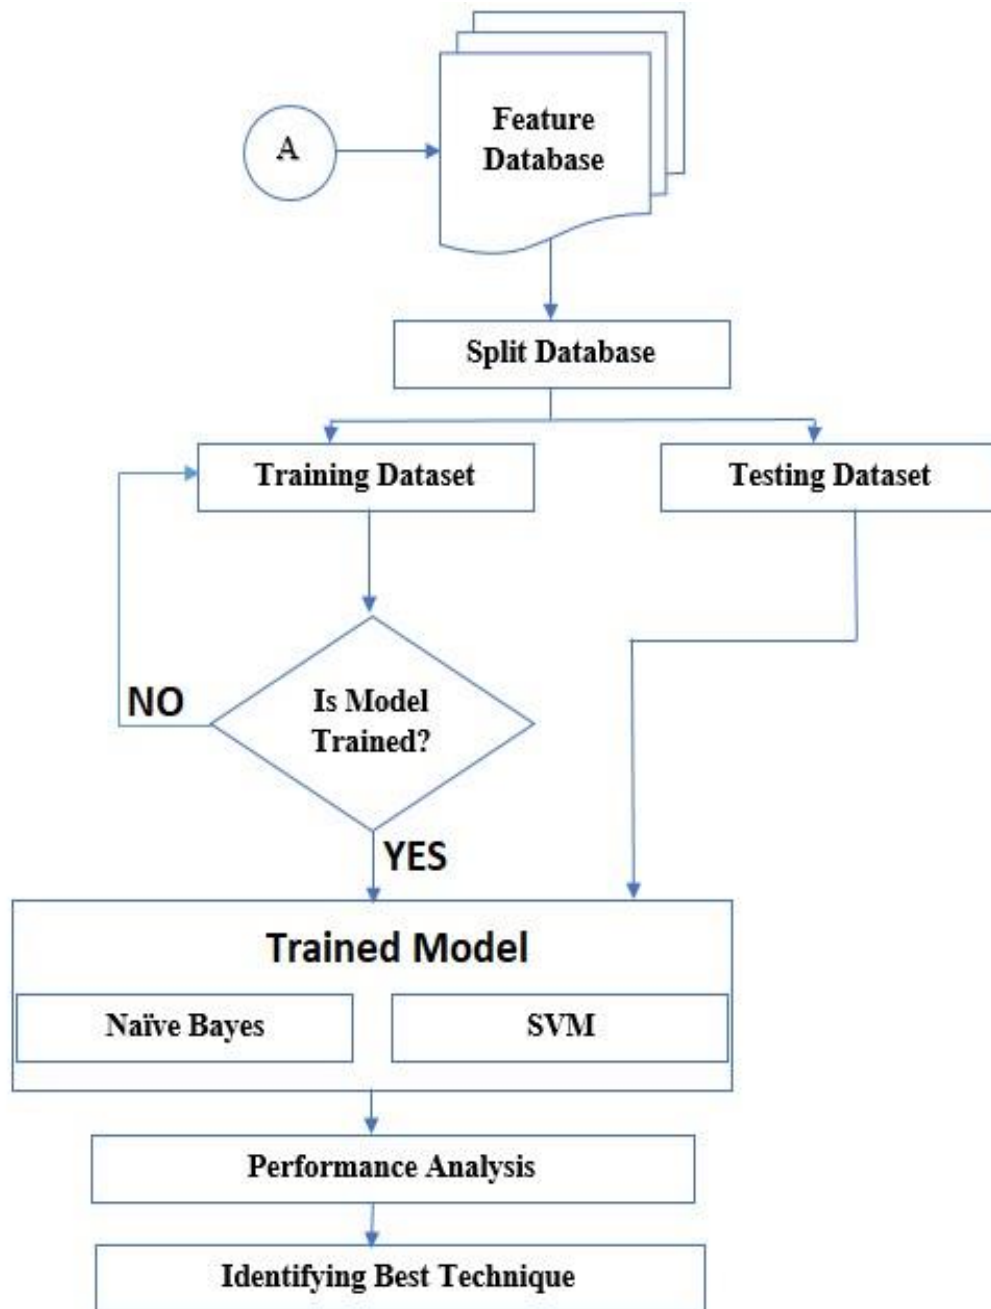 A
Feature
Database
Split Database
Training Dataset
Testing Dataset
NO
Is Model
Trained?
YES
Trained Model
Naïve Bayes
SVM
Performance Analysis
Identifying Best Technique